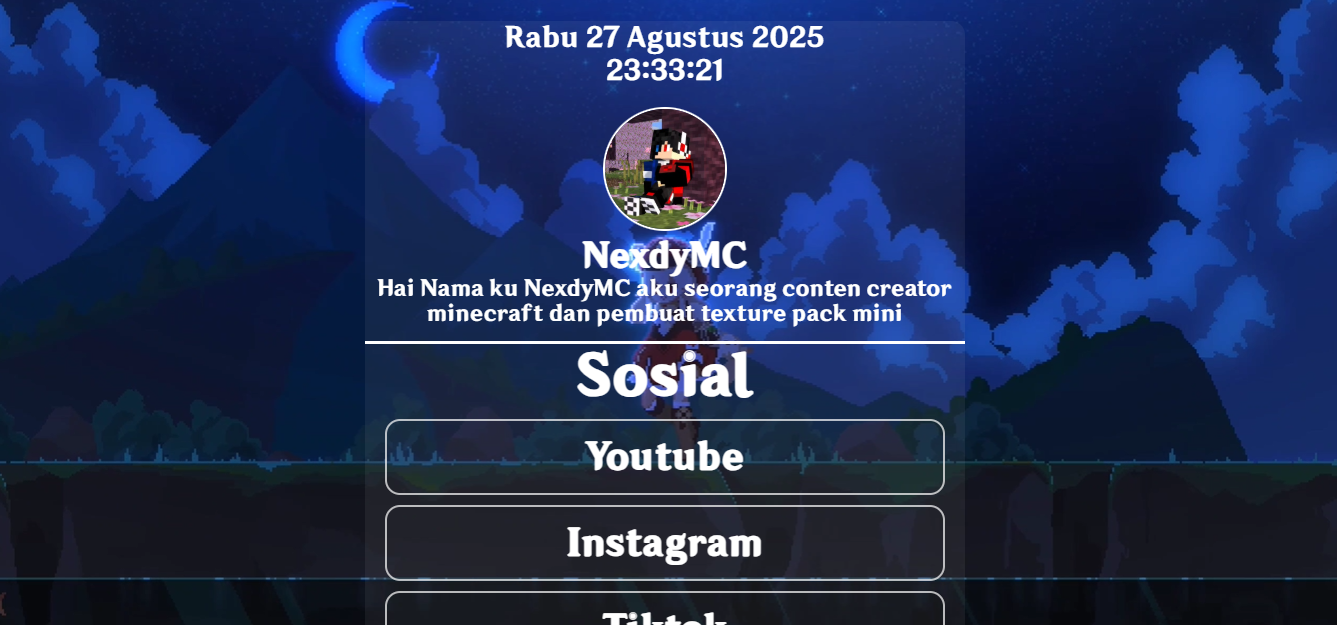 Rabu 27 Agustus 2025
23:33:21
NexdyMC
Hai Nama ku NexdyMC aku seorang conten creator
minecraft dan pembuat texture pack mini
Sosial
Youtube
Instagram
Tiktok